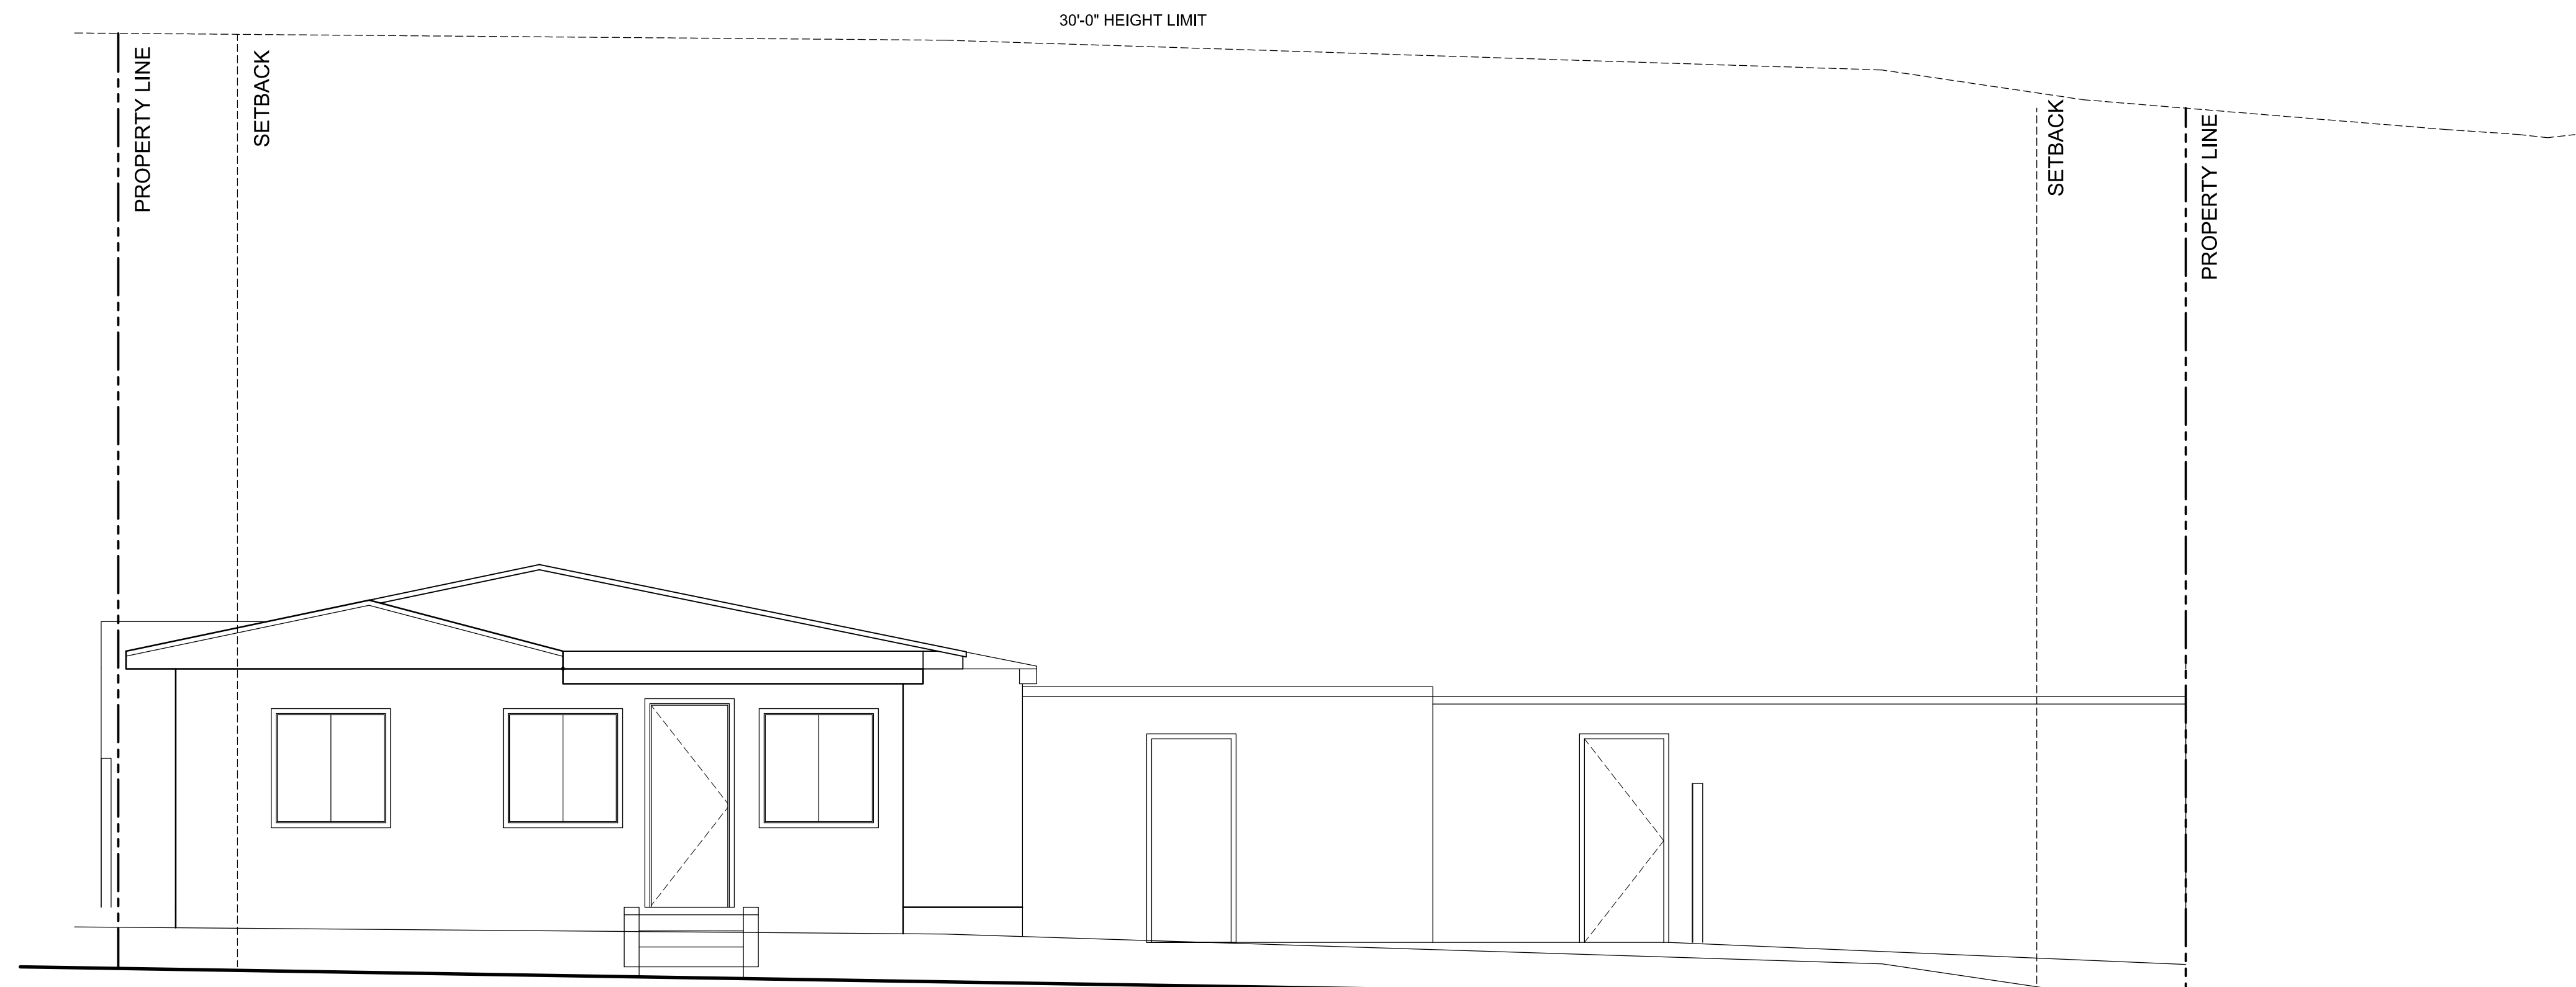 30'-0" HEIGHT LIMIT
PROPERTY LINE
SETBACK
SETBACK
PROPERTY LINE